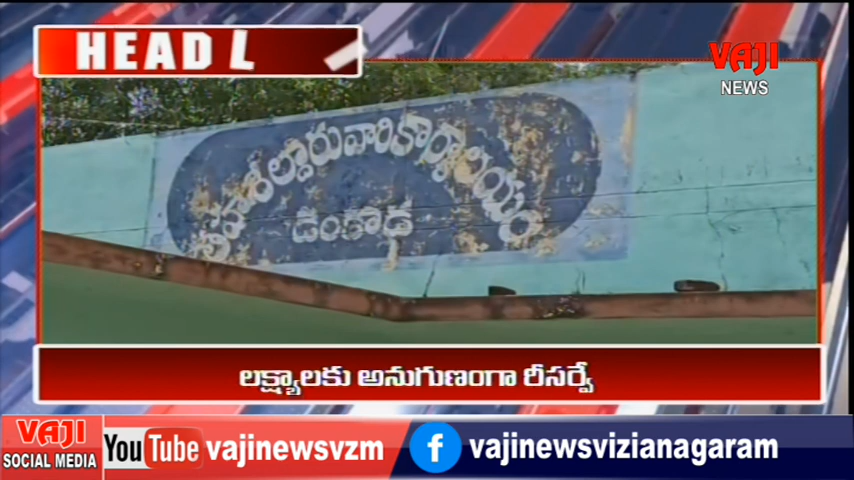 HEAD L
VAJI
NEWS
తహశీల్దారువారి కార్యాలయం
డెంకాడ
లక్ష్యాలకు అనుగుణంగా రీసర్వే
VAJI
SOCIAL MEDIA
YouTube vajinewsvzm
f vajinewsvizianagaram